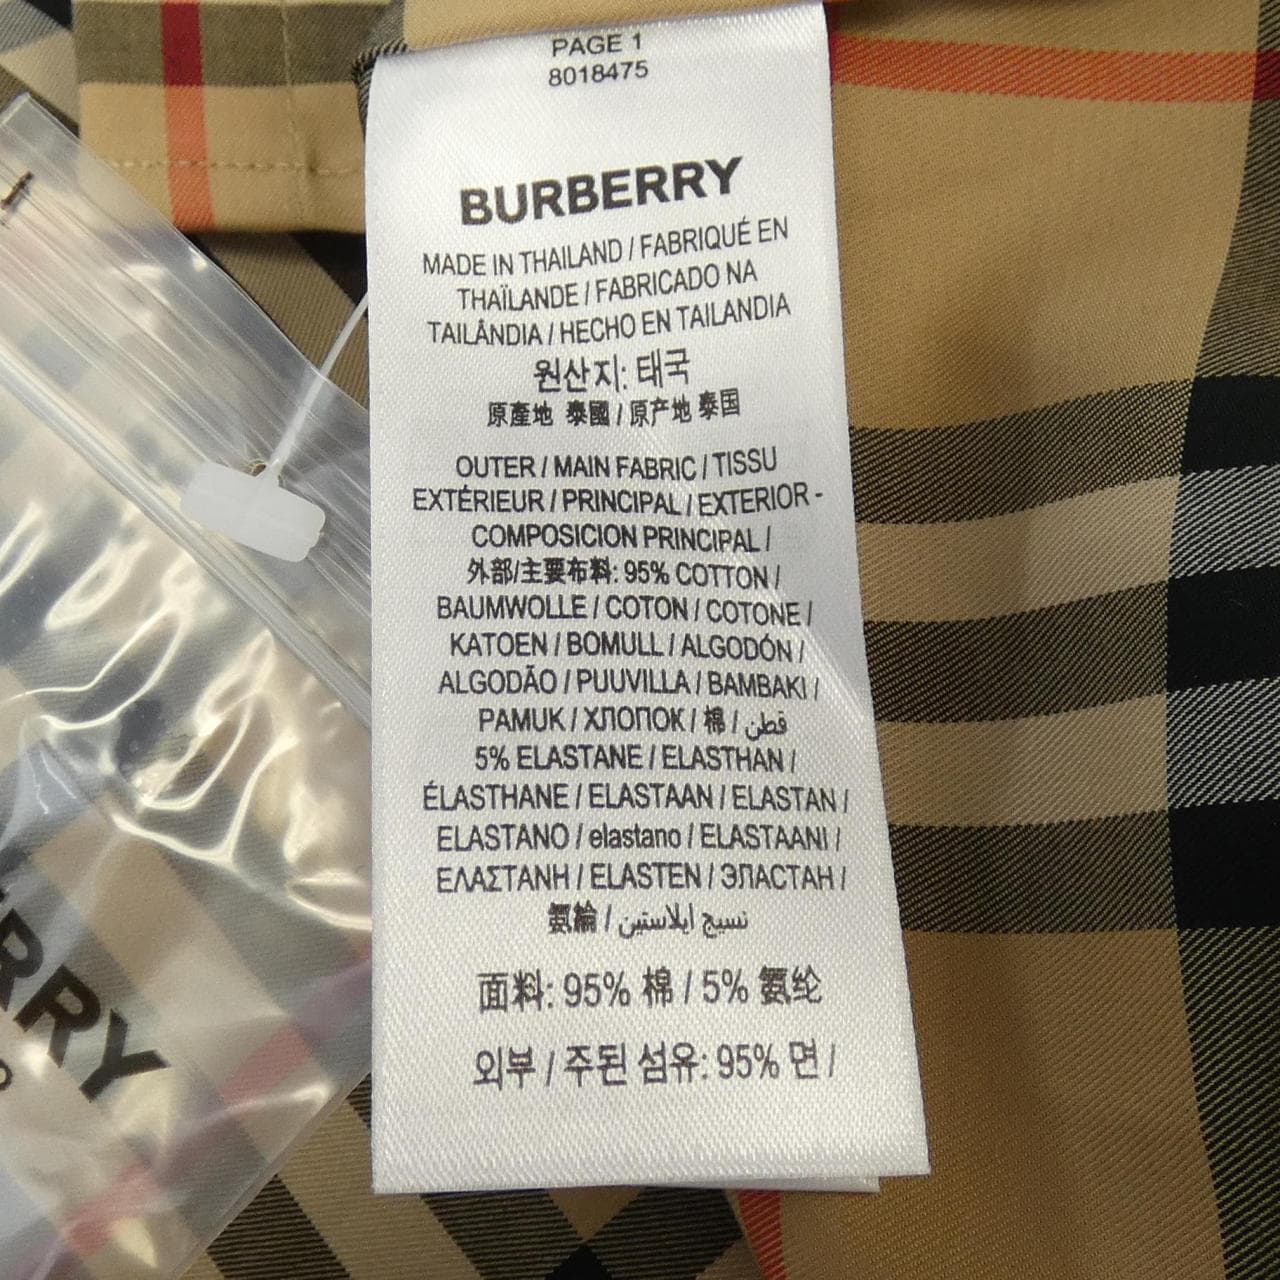 PAGE 1
8018475
BURBERRY
MADE IN THAILAND / FABRIQUÉ EN
THAÏLANDE / FABRICADO NA
TAILÂNDIA / HECHO EN TAILANDIA
원산지: 태국
原產地 泰國 / 原产地 泰国
OUTER / MAIN FABRIC / TISSU
EXTÉRIEUR / PRINCIPAL / EXTERIOR -
COMPOSICION PRINCIPAL /
外部/主要布料: 95% COTTON /
BAUMWOLLE / COTON / COTONE /
KATOEN / BOMULL / ALGODÓN /
ALGODÃO / PUUVILLA / BAMBAKI /
PAMUK / ХЛОПОК / 棉 / قطن
5% ELASTANE / ELASTHAN /
ÉLASTHANE / ELASTAAN / ELASTAN /
ELASTANO / elastano / ELASTAANI /
ΕΛΑΣΤΑΝΗ / ELASTEN / ЭЛАСТАН /
氨綸 / نسيج ايلاستين
面料: 95% 棉 / 5% 氨纶
외부 / 주된 섬유: 95% 면 /
RRY